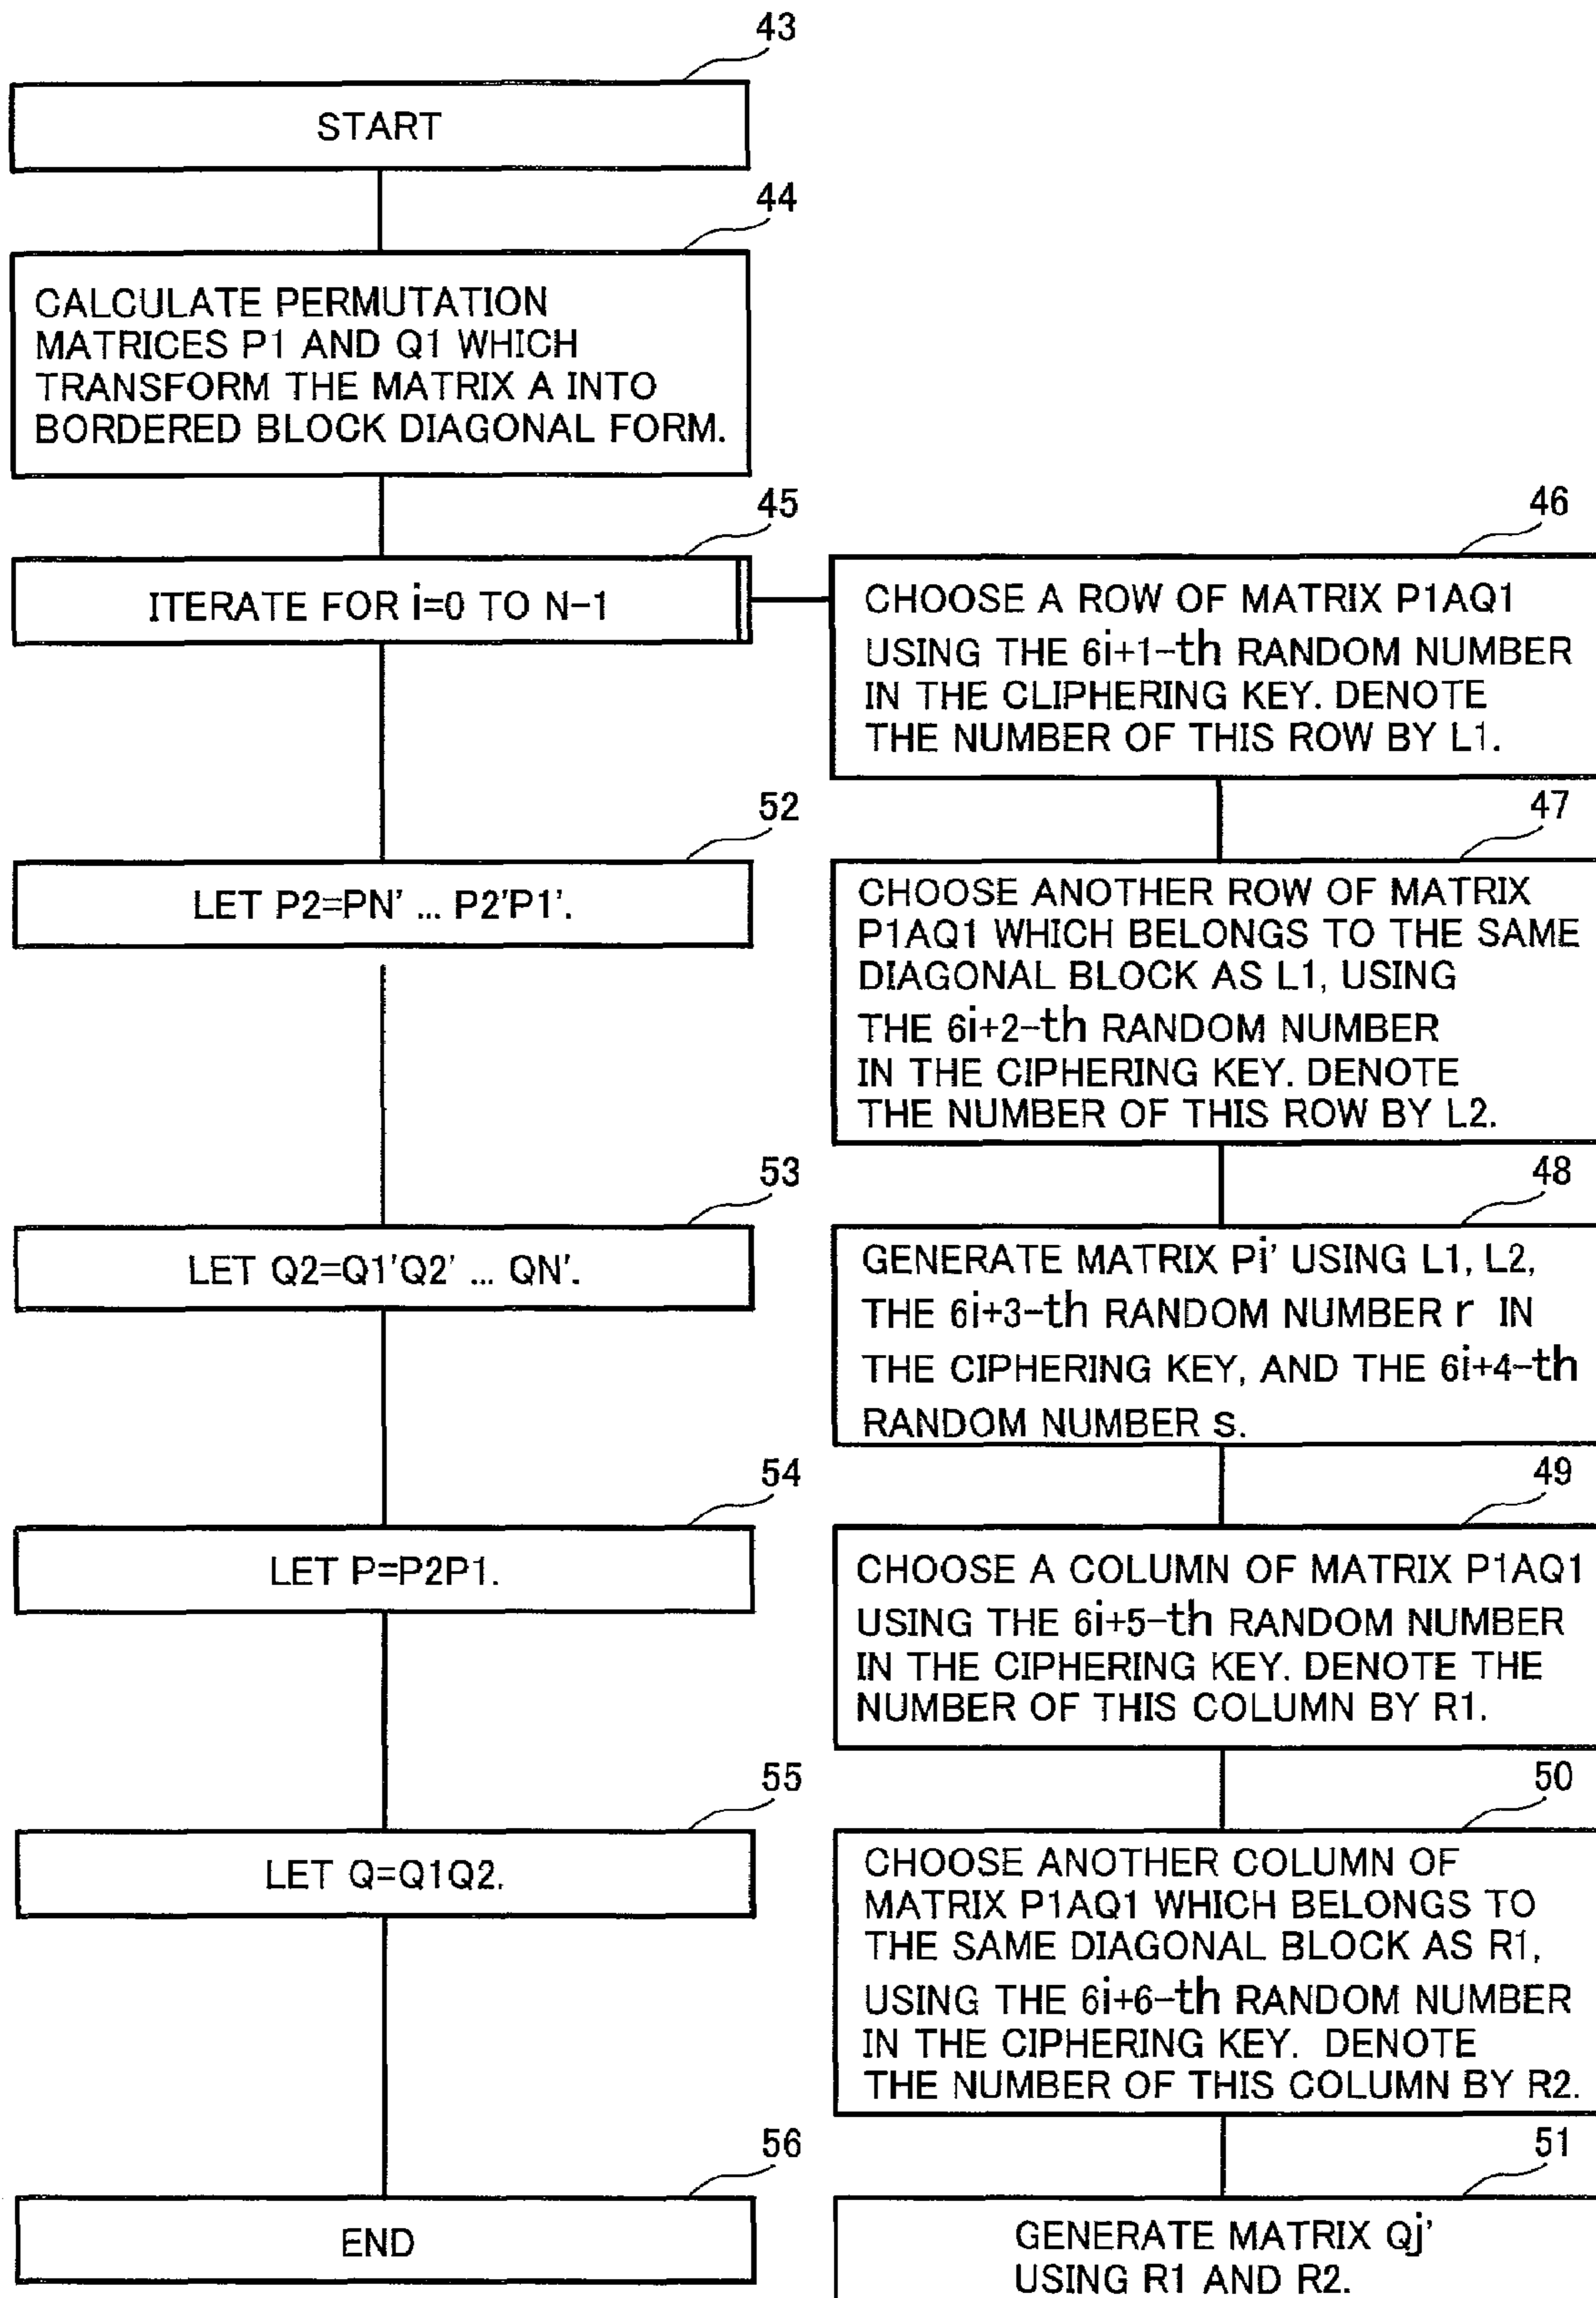 43
START
44
CALCULATE PERMUTATION
MATRICES P1 AND Q1 WHICH
TRANSFORM THE MATRIX A INTO
BORDERED BLOCK DIAGONAL FORM.
45
ITERATE FOR i=0 TO N-1
46
CHOOSE A ROW OF MATRIX P1AQ1
USING THE 6i+1-th RANDOM NUMBER
IN THE CLIPHERING KEY. DENOTE
THE NUMBER OF THIS ROW BY L1.
47
CHOOSE ANOTHER ROW OF MATRIX
P1AQ1 WHICH BELONGS TO THE SAME
DIAGONAL BLOCK AS L1, USING
THE 6i+2-th RANDOM NUMBER
IN THE CIPHERING KEY. DENOTE
THE NUMBER OF THIS ROW BY L2.
48
GENERATE MATRIX Pi' USING L1, L2,
THE 6i+3-th RANDOM NUMBER r IN
THE CIPHERING KEY, AND THE 6i+4-th
RANDOM NUMBER s.
49
CHOOSE A COLUMN OF MATRIX P1AQ1
USING THE 6i+5-th RANDOM NUMBER
IN THE CIPHERING KEY. DENOTE THE
NUMBER OF THIS COLUMN BY R1.
50
CHOOSE ANOTHER COLUMN OF
MATRIX P1AQ1 WHICH BELONGS TO
THE SAME DIAGONAL BLOCK AS R1,
USING THE 6i+6-th RANDOM NUMBER
IN THE CIPHERING KEY. DENOTE
THE NUMBER OF THIS COLUMN BY R2.
51
GENERATE MATRIX Qj'
USING R1 AND R2.
52
LET P2=PN' ... P2'P1'.
53
LET Q2=Q1'Q2' ... QN'.
54
LET P=P2P1.
55
LET Q=Q1Q2.
56
END